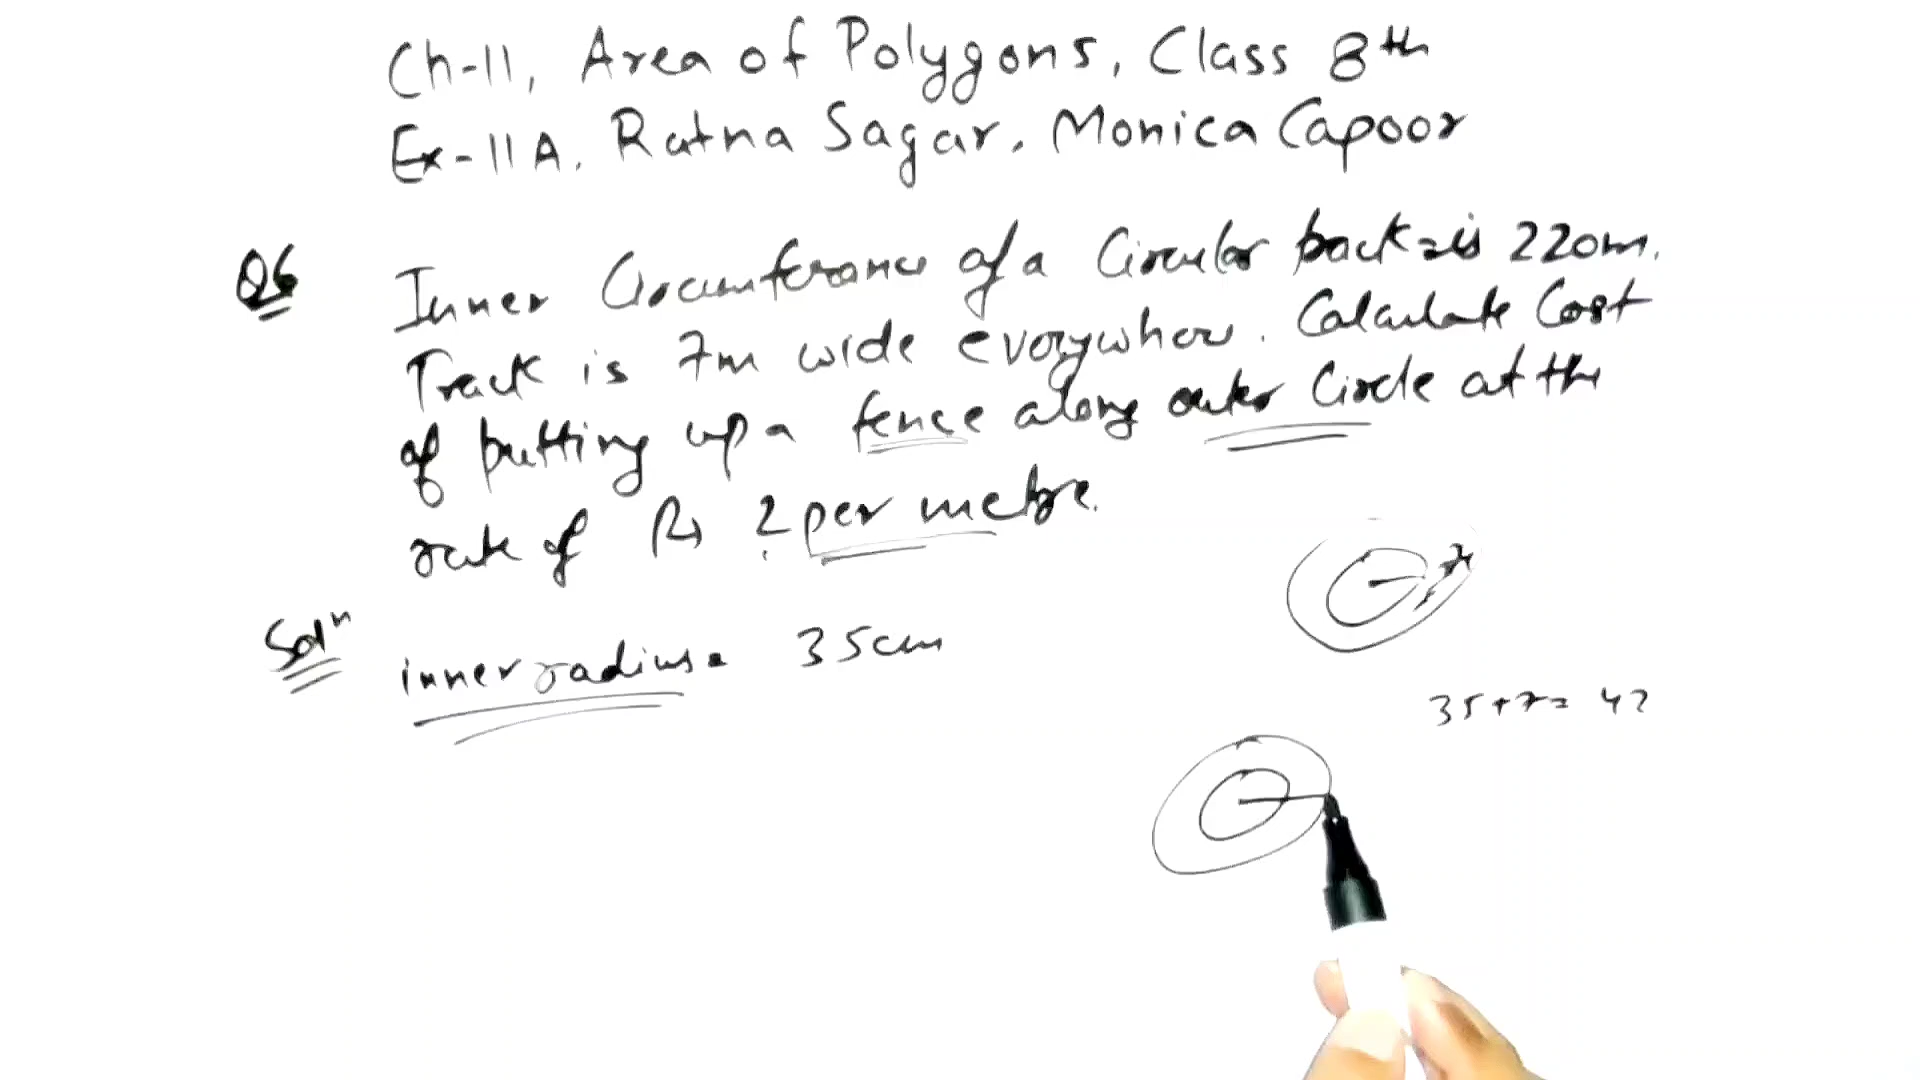 Ch-11, Area of Polygons, Class 8th
Ex-11A. Ratna Sagar, Monica Capoor
Q6 Inner Circumference of a Circular track is 220m.
Track is 7m wide everywhere. Calculate Cost
of putting up a fence along outer Circle at the
rate of Rs 2 per metre.
7
Soln inner radius = 35cm
35+7= 42